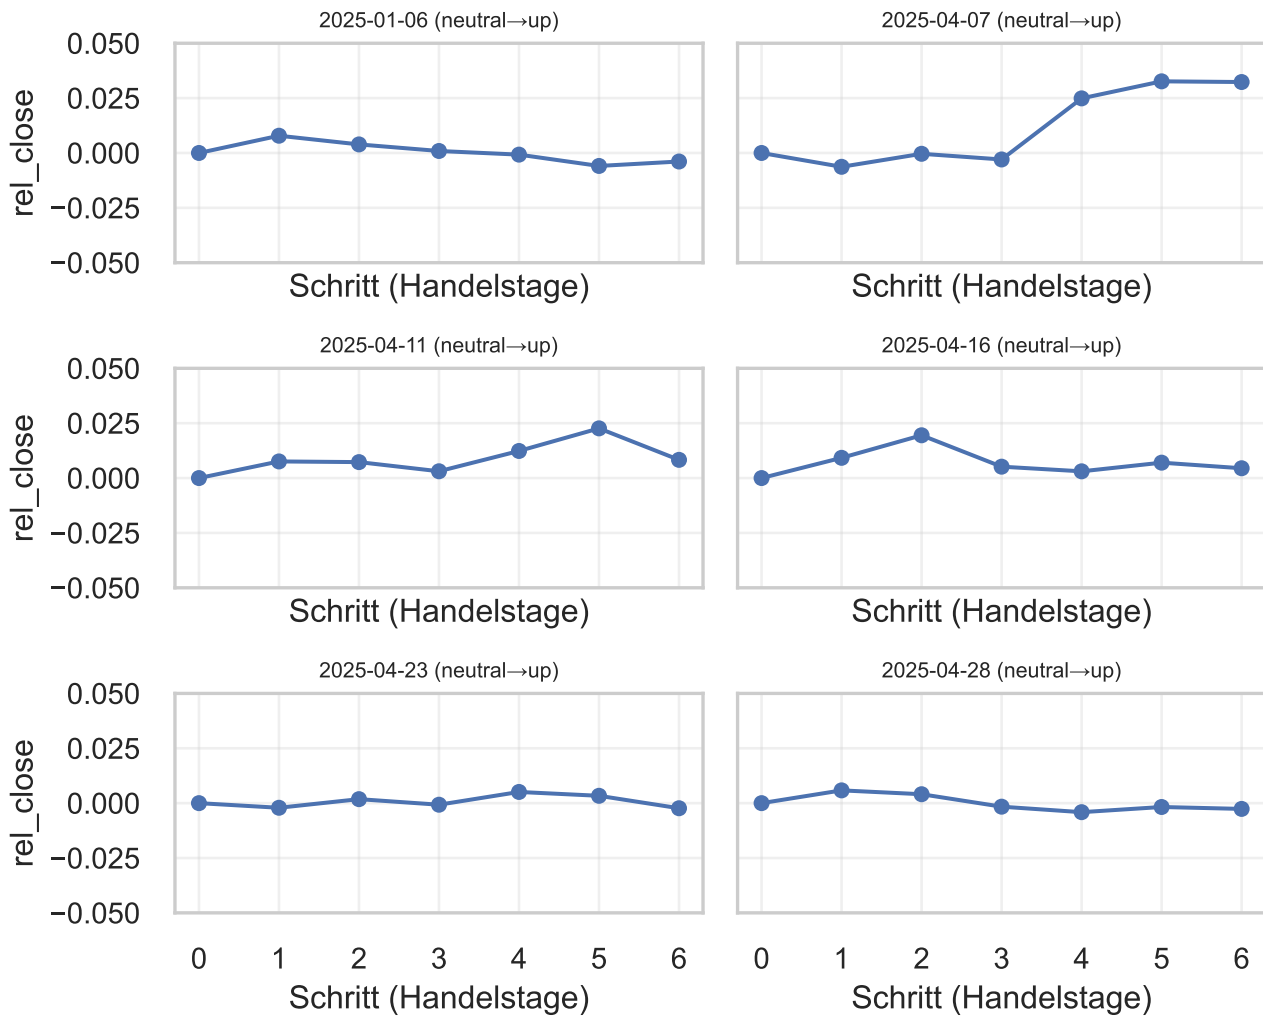 2025-01-06 (neutral→up)
2025-04-07 (neutral→up)
0.050
0.025
0.000
−0.025
−0.050
rel_close
Schritt (Handelstage)
Schritt (Handelstage)
2025-04-11 (neutral→up)
2025-04-16 (neutral→up)
0.050
0.025
0.000
−0.025
−0.050
rel_close
Schritt (Handelstage)
Schritt (Handelstage)
2025-04-23 (neutral→up)
2025-04-28 (neutral→up)
0.050
0.025
0.000
−0.025
−0.050
rel_close
0 1 2 3 4 5 6
0 1 2 3 4 5 6
Schritt (Handelstage)
Schritt (Handelstage)